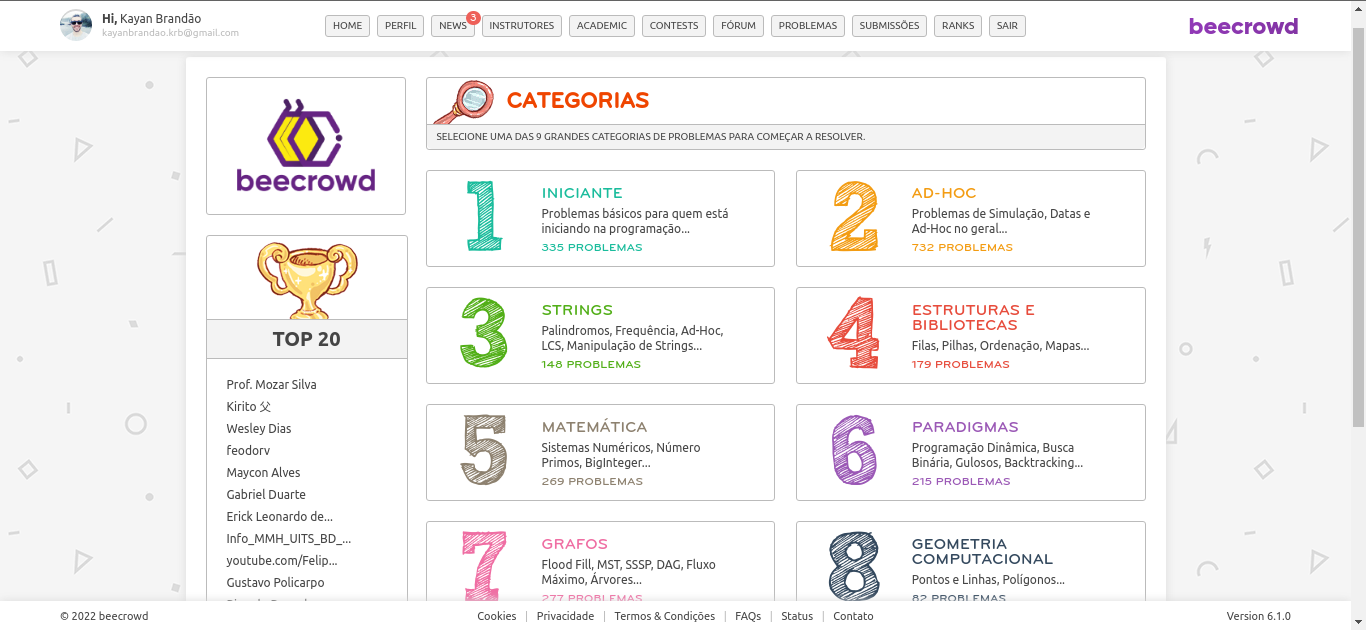 Hi, Kayan Brandão
kayanbrandao.krb@gmail.com
HOME
PERFIL
NEWS
3
INSTRUTORES
ACADEMIC
CONTESTS
FÓRUM
PROBLEMAS
SUBMISSÕES
RANKS
SAIR
beecrowd
beecrowd
TOP 20
Prof. Mozar Silva
Kirito 父
Wesley Dias
feodorv
Maycon Alves
Gabriel Duarte
Erick Leonardo de...
Info_MMH_UITS_BD_...
youtube.com/Felip...
Gustavo Policarpo
CATEGORIAS
SELECIONE UMA DAS 9 GRANDES CATEGORIAS DE PROBLEMAS PARA COMEÇAR A RESOLVER.
1
INICIANTE
Problemas básicos para quem está
iniciando na programação...
335 PROBLEMAS
2
AD-HOC
Problemas de Simulação, Datas e
Ad-Hoc no geral...
732 PROBLEMAS
3
STRINGS
Palindromos, Frequência, Ad-Hoc,
LCS, Manipulação de Strings...
148 PROBLEMAS
4
ESTRUTURAS E
BIBLIOTECAS
Filas, Pilhas, Ordenação, Mapas...
179 PROBLEMAS
5
MATEMÁTICA
Sistemas Numéricos, Número
Primos, BigInteger...
269 PROBLEMAS
6
PARADIGMAS
Programação Dinâmica, Busca
Binária, Gulosos, Backtracking...
215 PROBLEMAS
7
GRAFOS
Flood Fill, MST, SSSP, DAG, Fluxo
Máximo, Árvores...
277 PROBLEMAS
8
GEOMETRIA
COMPUTACIONAL
Pontos e Linhas, Polígonos...
82 PROBLEMAS
© 2022 beecrowd
Cookies
Privacidade
Termos & Condições
FAQs
Status
Contato
Version 6.1.0